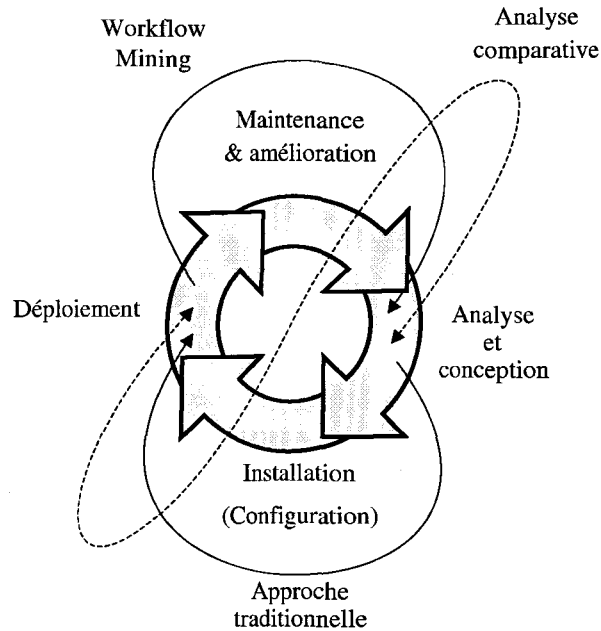 Workflow
Mining
Analyse
comparative
Maintenance
& amélioration
Déploiement
Analyse
et
conception
Installation
(Configuration)
Approche
traditionnelle